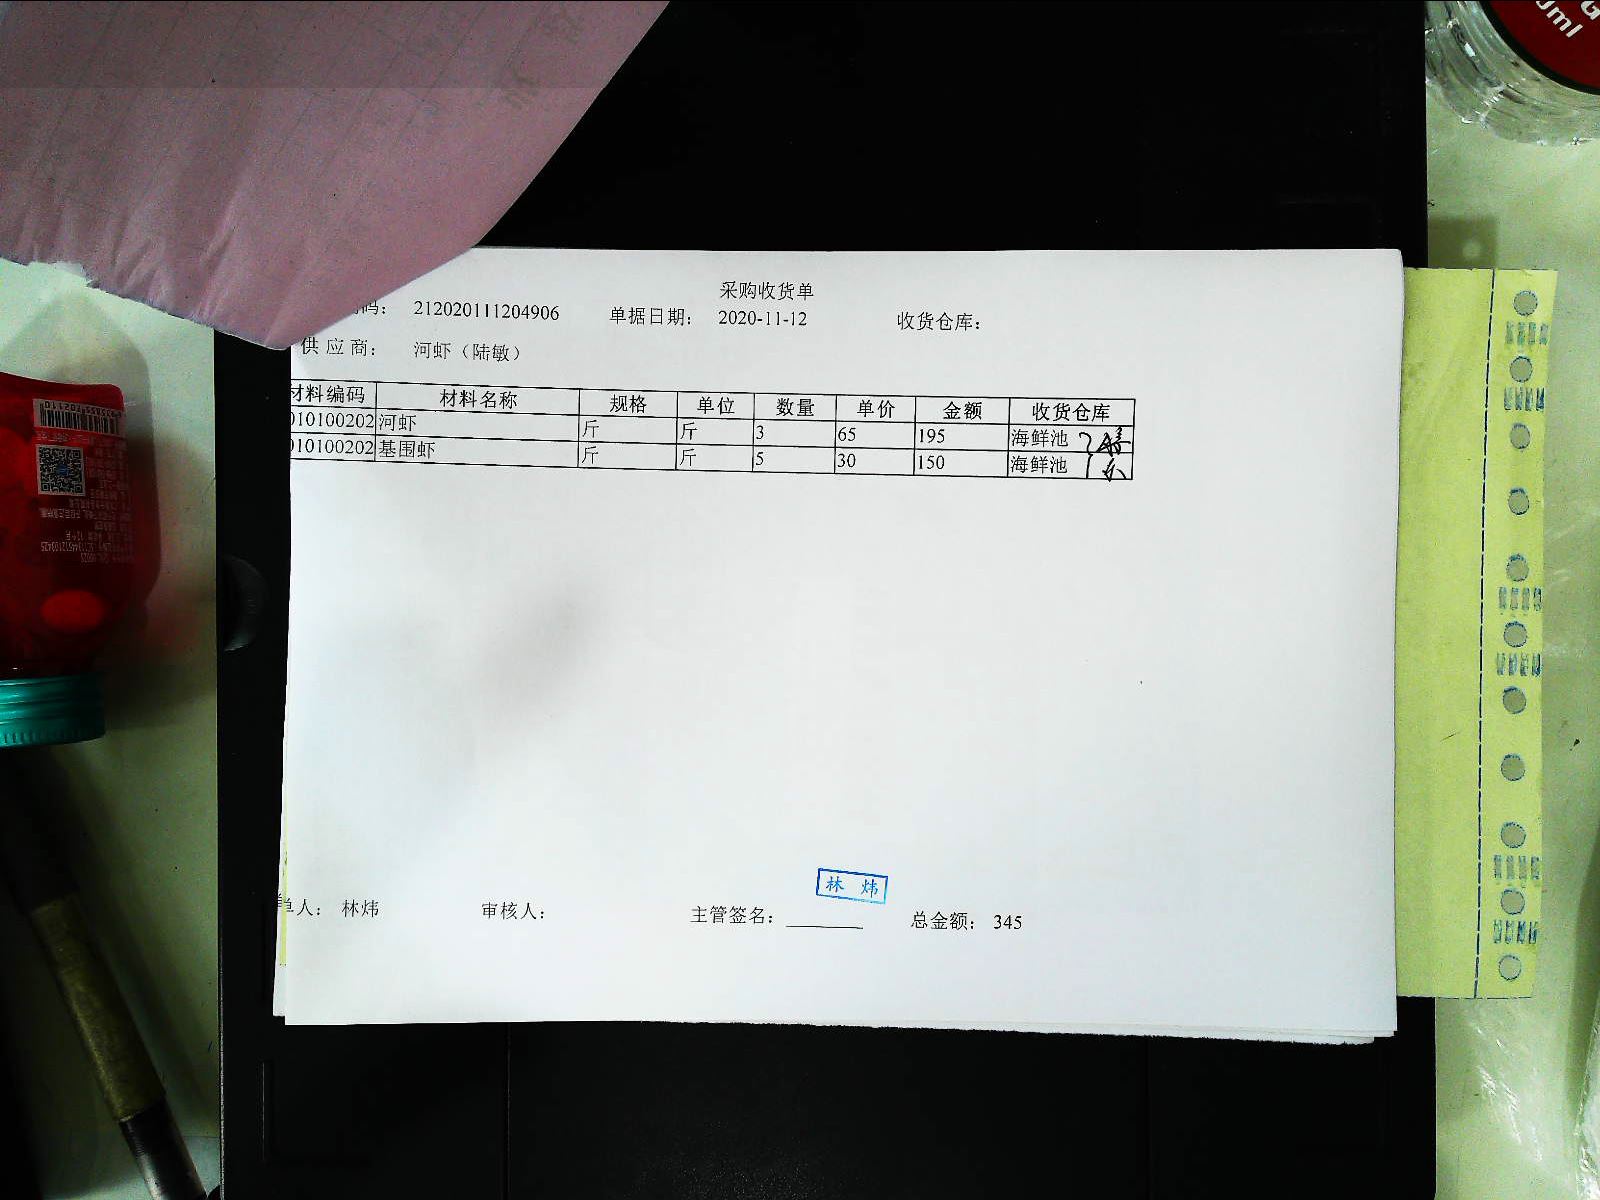 采购收货单
码： 212020111204906 单据日期： 2020-11-12 收货仓库：
供应商： 河虾（陆敏）
材料编码 材料名称 规格 单位 数量 单价 金额 收货仓库
010100202 河虾 斤 斤 3 65 195 海鲜池
010100202 基围虾 斤 斤 5 30 150 海鲜池
林 炜
单人： 林炜 审核人： 主管签名： 总金额： 345